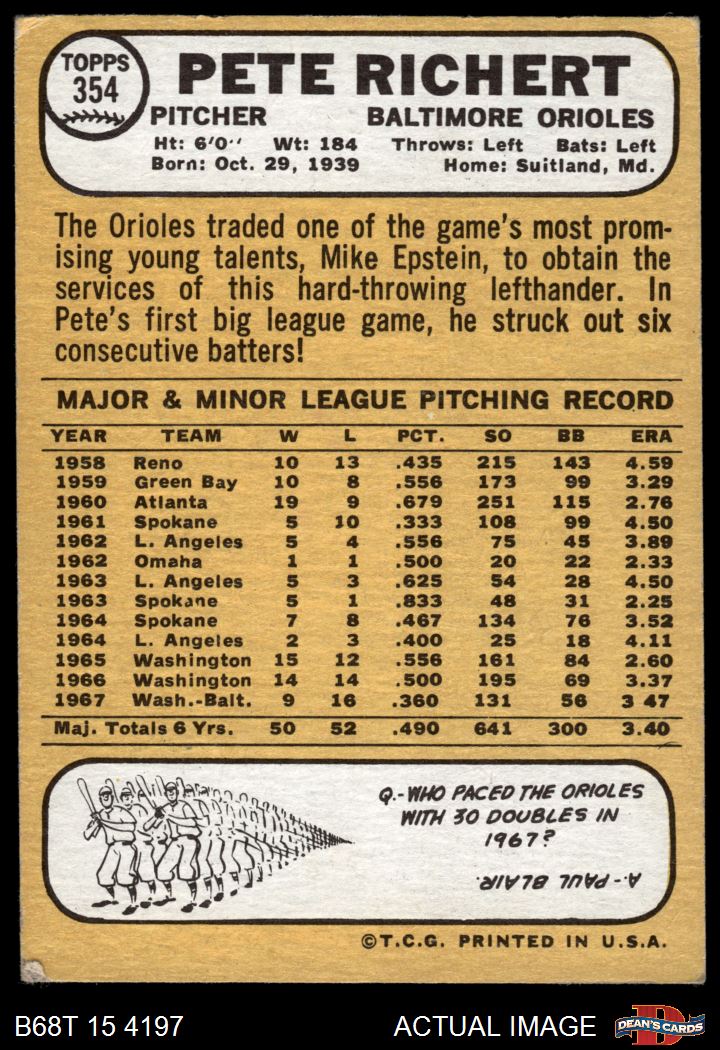 TOPPS
354
PETE RICHERT
PITCHER BALTIMORE ORIOLES
Ht: 6'0'' Wt: 184 Throws: Left Bats: Left
Born: Oct. 29, 1939 Home: Suitland, Md.
The Orioles traded one of the game's most prom-
ising young talents, Mike Epstein, to obtain the
services of this hard-throwing lefthander. In
Pete's first big league game, he struck out six
consecutive batters!
MAJOR & MINOR LEAGUE PITCHING RECORD
YEAR TEAM W L PCT. SO BB ERA
1958 Reno 10 13 .435 215 143 4.59
1959 Green Bay 10 8 .556 173 99 3.29
1960 Atlanta 19 9 .679 251 115 2.76
1961 Spokane 5 10 .333 108 99 4.50
1962 L. Angeles 5 4 .556 75 45 3.89
1962 Omaha 1 1 .500 20 22 2.33
1963 L. Angeles 5 3 .625 54 28 4.50
1963 Spokane 5 1 .833 48 31 2.25
1964 Spokane 7 8 .467 134 76 3.52
1964 L. Angeles 2 3 .400 25 18 4.11
1965 Washington 15 12 .556 161 84 2.60
1966 Washington 14 14 .500 195 69 3.37
1967 Wash.-Balt. 9 16 .360 131 56 3 47
Maj. Totals 6 Yrs. 50 52 .490 641 300 3.40
Q.-WHO PACED THE ORIOLES
WITH 30 DOUBLES IN
1967?
A.-PAUL BLAIR.
©T.C.G. PRINTED IN U.S.A.
B68T 15 4197 ACTUAL IMAGE
DEAN'S CARDS